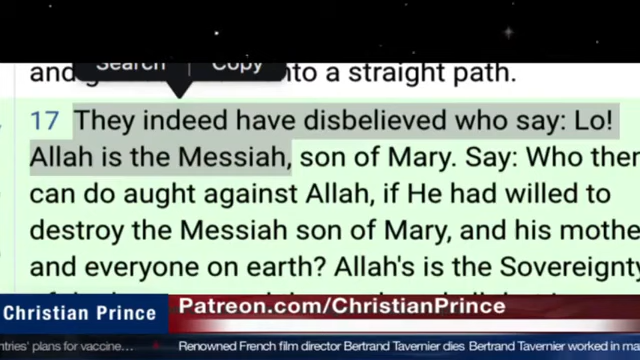 Search Copy
and nto a straight path.
17 They indeed have disbelieved who say: Lo!
Allah is the Messiah, son of Mary. Say: Who then
can do aught against Allah, if He had willed to
destroy the Messiah son of Mary, and his mothe
and everyone on earth? Allah's is the Sovereignty
Christian Prince
Patreon.com/ChristianPrince
ntries' plans for vaccine... Renowned French film director Bertrand Tavernier dies Bertrand Tavernier worked in ma